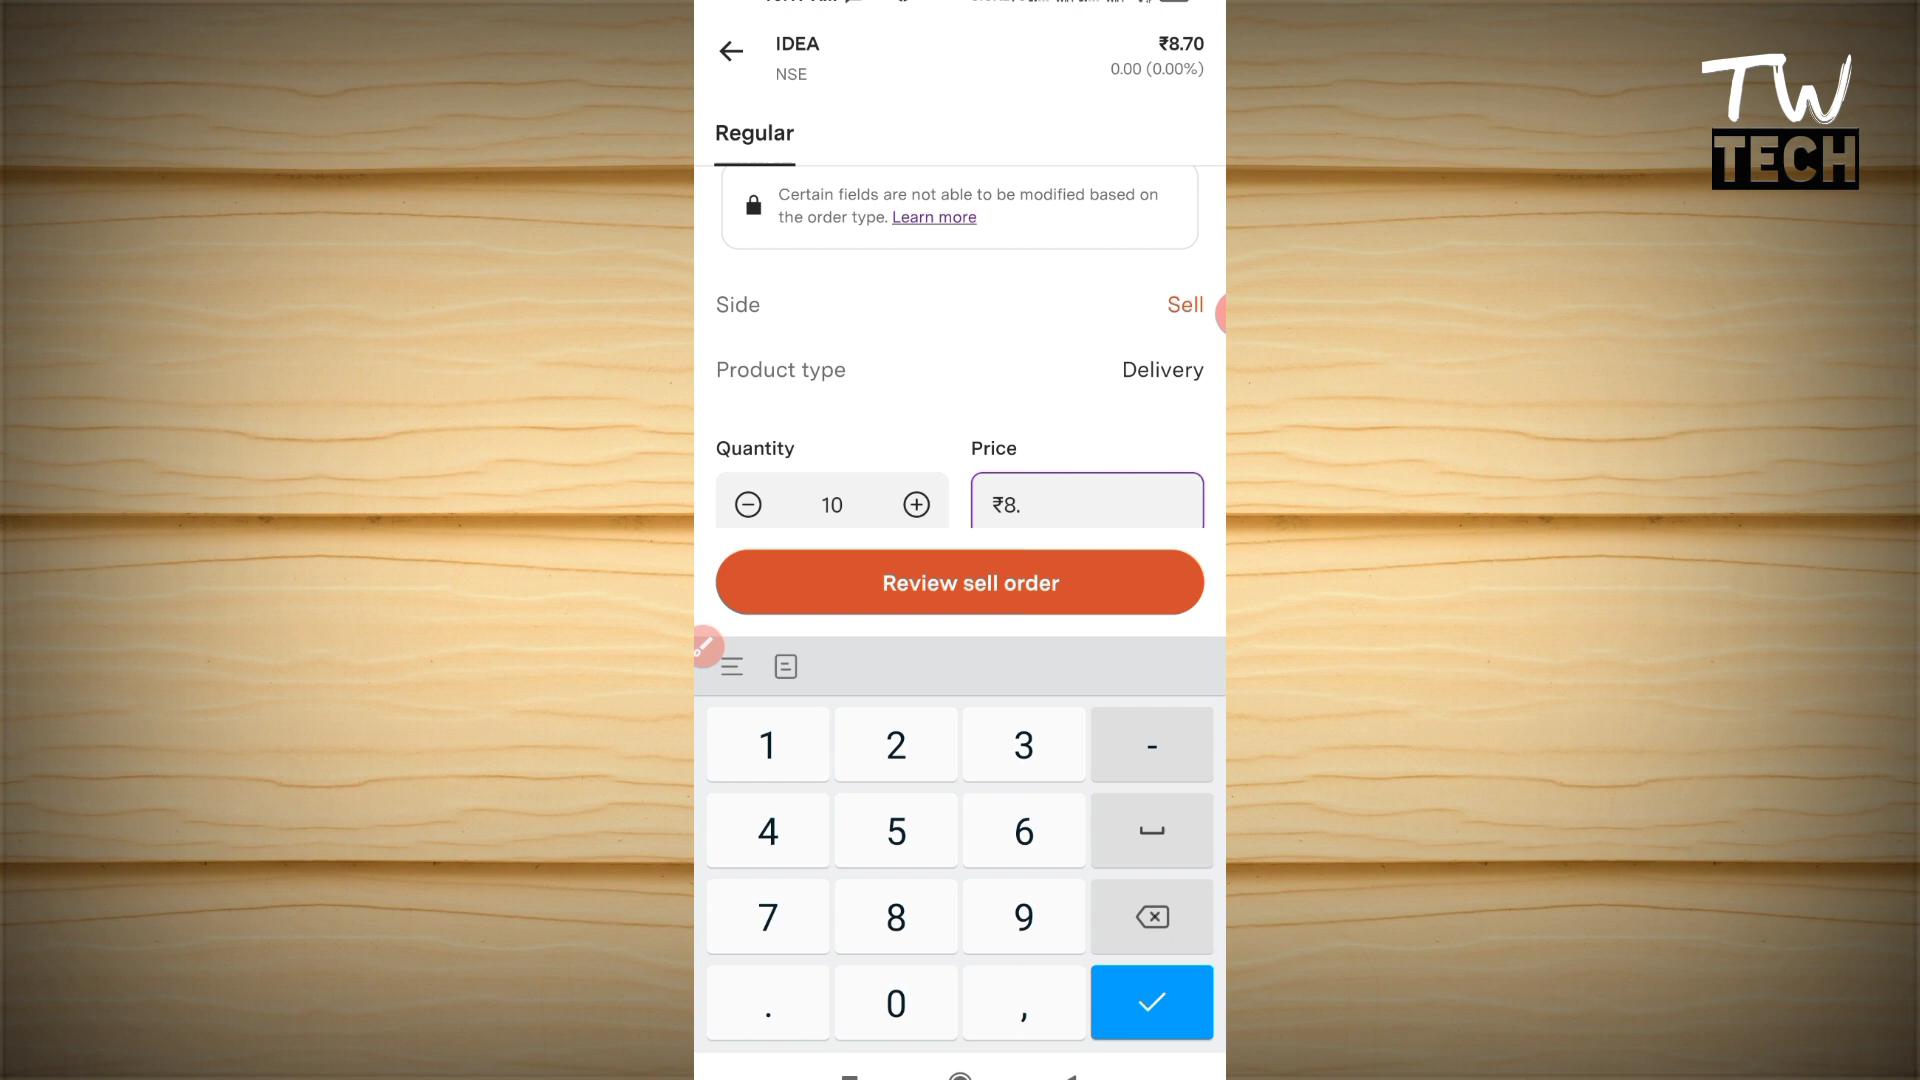 IDEA
₹8.70
NSE
0.00 (0.00%)
TW
TECH
Regular
Certain fields are not able to be modified based on
the order type. Learn more
Side
Sell
Product type
Delivery
Quantity
Price
10
₹8.
Review sell order
1 2 3 -
4 5 6
7 8 9
. 0 ,